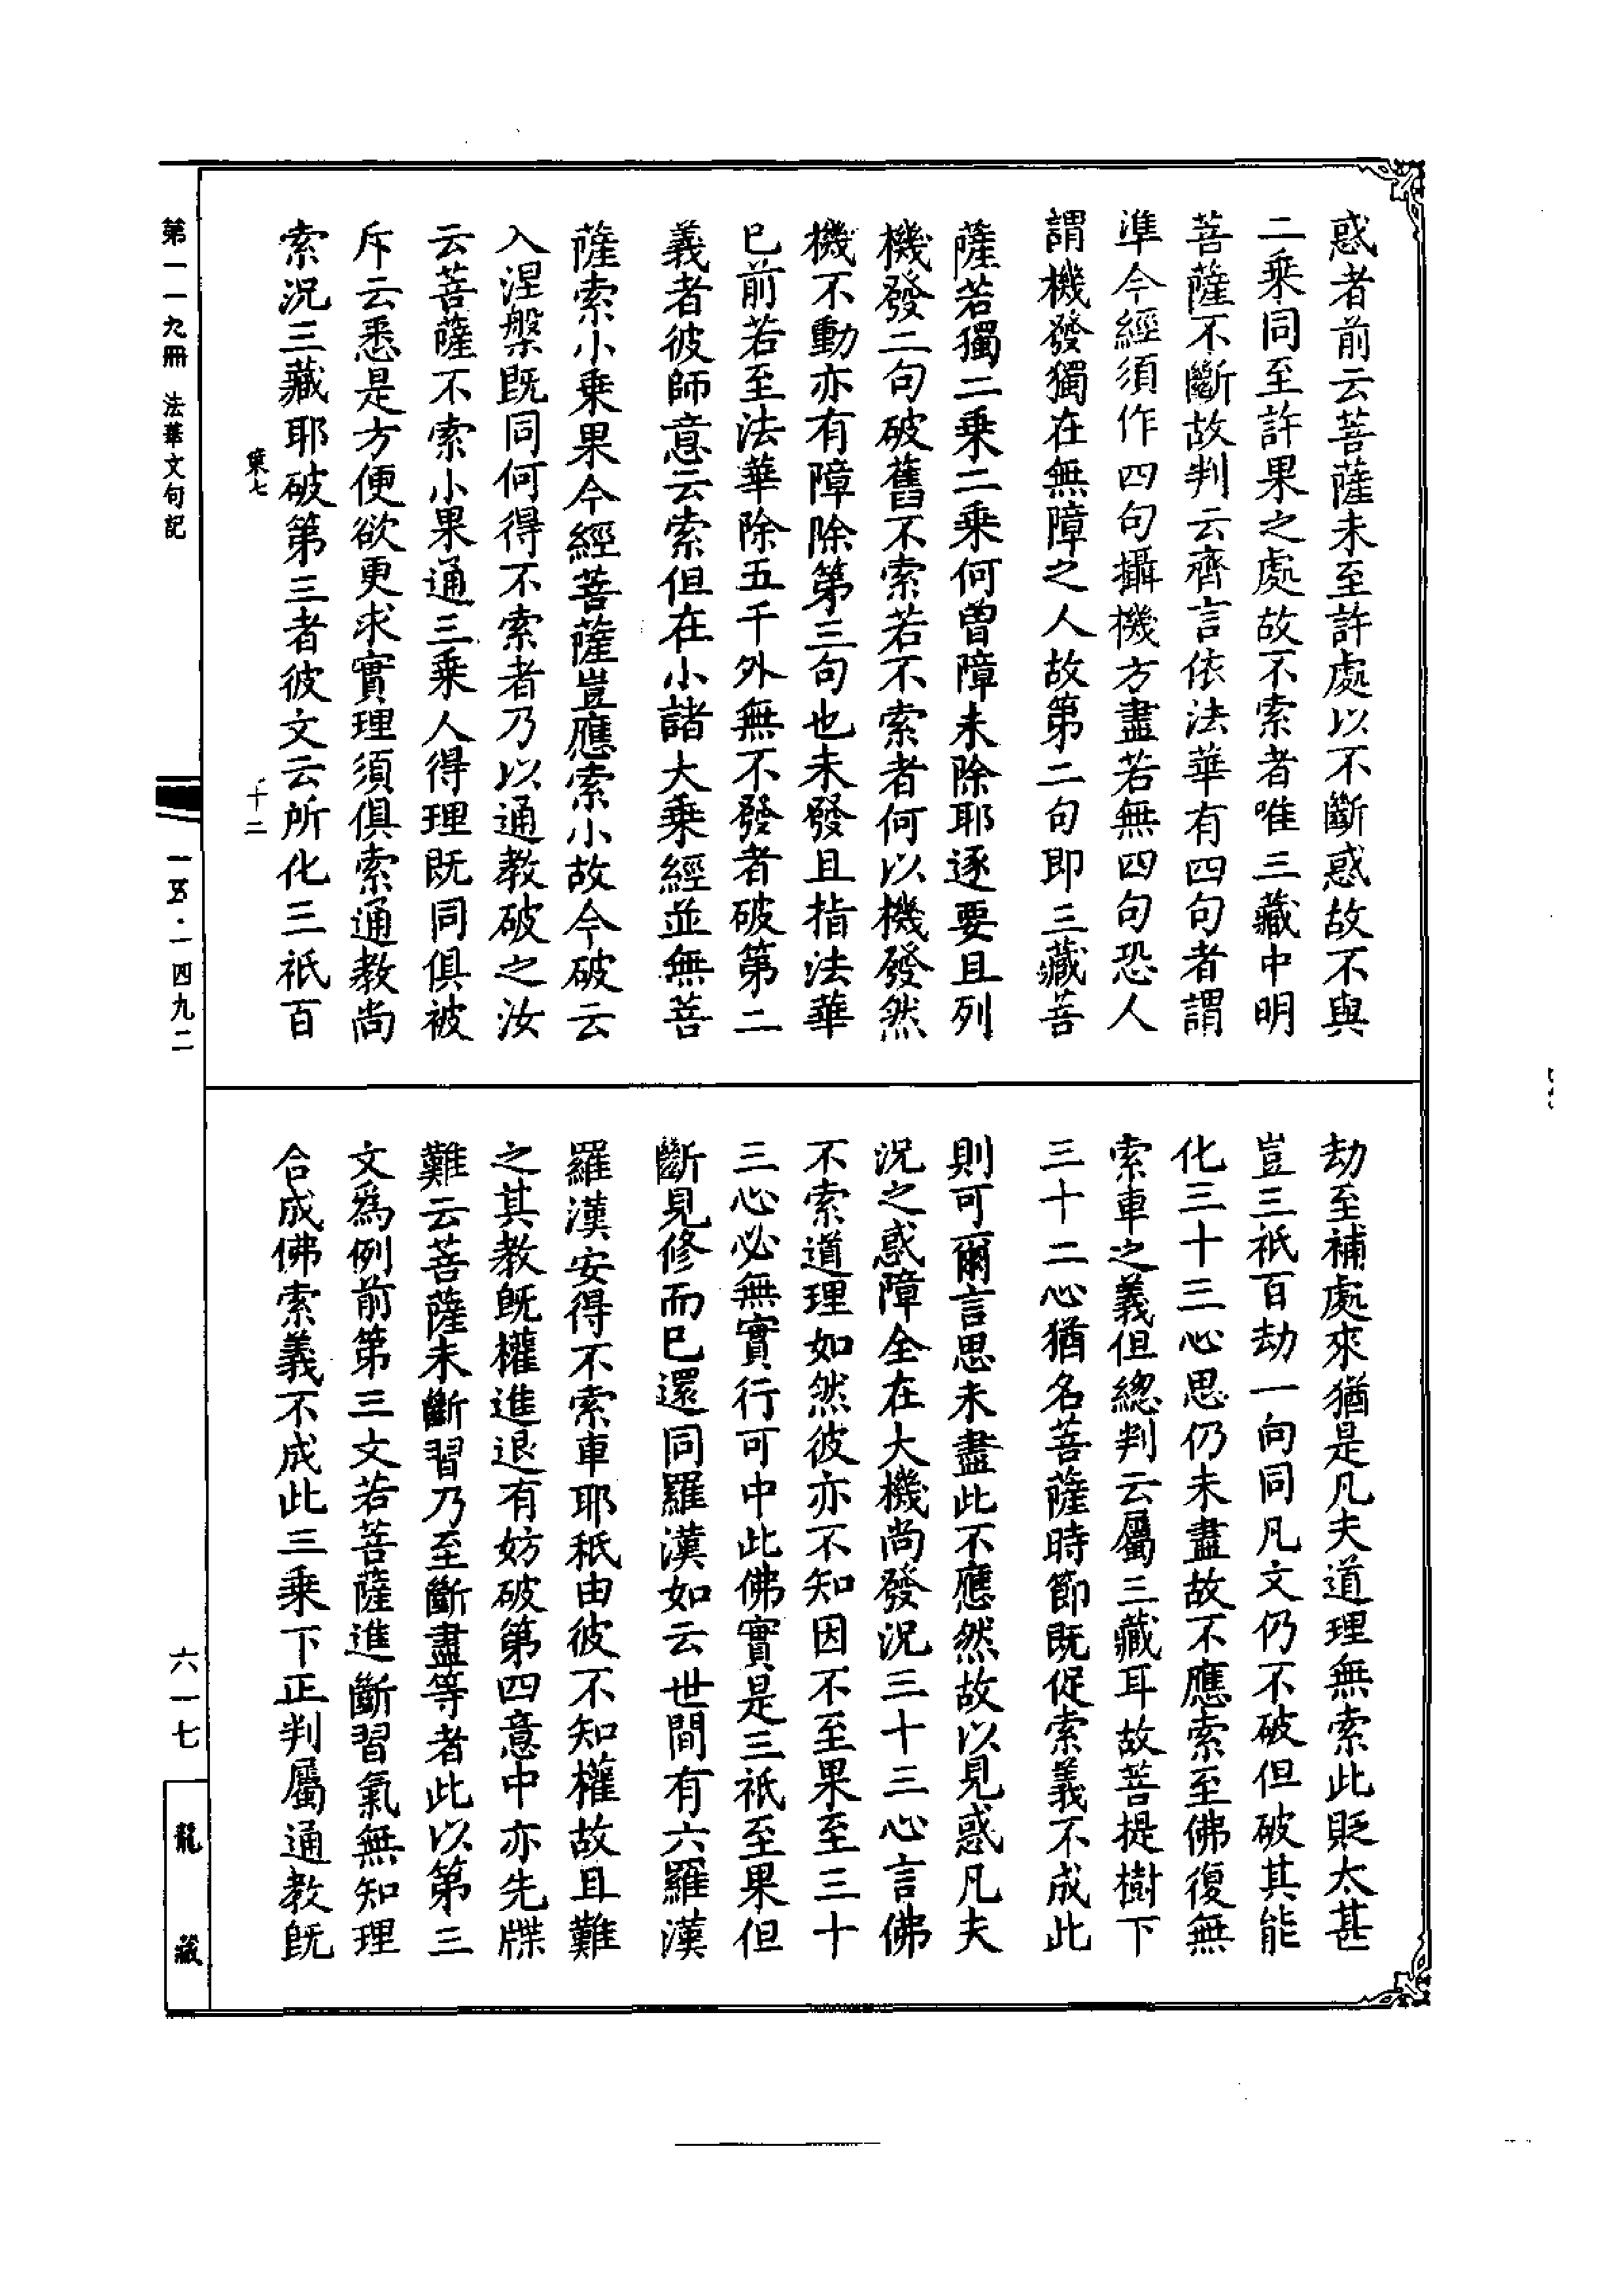 惑者前云菩薩未至許處以不斷惑故不與
二乘同至許果之處故不索者唯三藏中明
菩薩不斷故判云齊言依法華有四句者謂
準今經須作四句攝機方盡若無四句恐人
謂機發獨在無障之人故第二句即三藏菩
薩若獨二乘二乘何曾障未除耶逐要且列
機發二句破舊不索若不索者何以機發然
機不動亦有障除第三句也未發且指法華
已前若至法華除五千外無不發者破第二
義者彼師意云索但在小諸大乘經並無菩
薩索小乘果今經菩薩豈應索小故今破云
入涅槃既同何得不索者乃以通教破之汝
云菩薩不索小果通三乘人得理既同俱被
斥云悉是方便欲更求實理須俱索通教尚
索況三藏耶破第三者彼文云所化三祇百
劫至補處來猶是凡夫道理無索此貶太甚
豈三祇百劫一向同凡文仍不破但破其能
化三十三心思仍未盡故不應索至佛復無
索車之義但總判云屬三藏耳故菩提樹下
三十二心猶名菩薩時節既促索義不成此
則可爾言思未盡此不應然故以見惑凡夫
況之惑障全在大機尚發況三十三心言佛
不索道理如然彼亦不知因不至果至三十
三心必無實行可中此佛實是三祇至果但
斷見修而已還同羅漢如云世間有六羅漢
羅漢安得不索車耶秖由彼不知權故且難
之其教既權進退有妨破第四意中亦先牒
難云菩薩未斷習乃至斷盡等者此以第三
文為例前第三文若菩薩進斷習氣無知理
合成佛索義不成此三乘下正判屬通教既
第七
十二
第一一九冊 法華文句記
一五·一四九二
六一七
龍藏